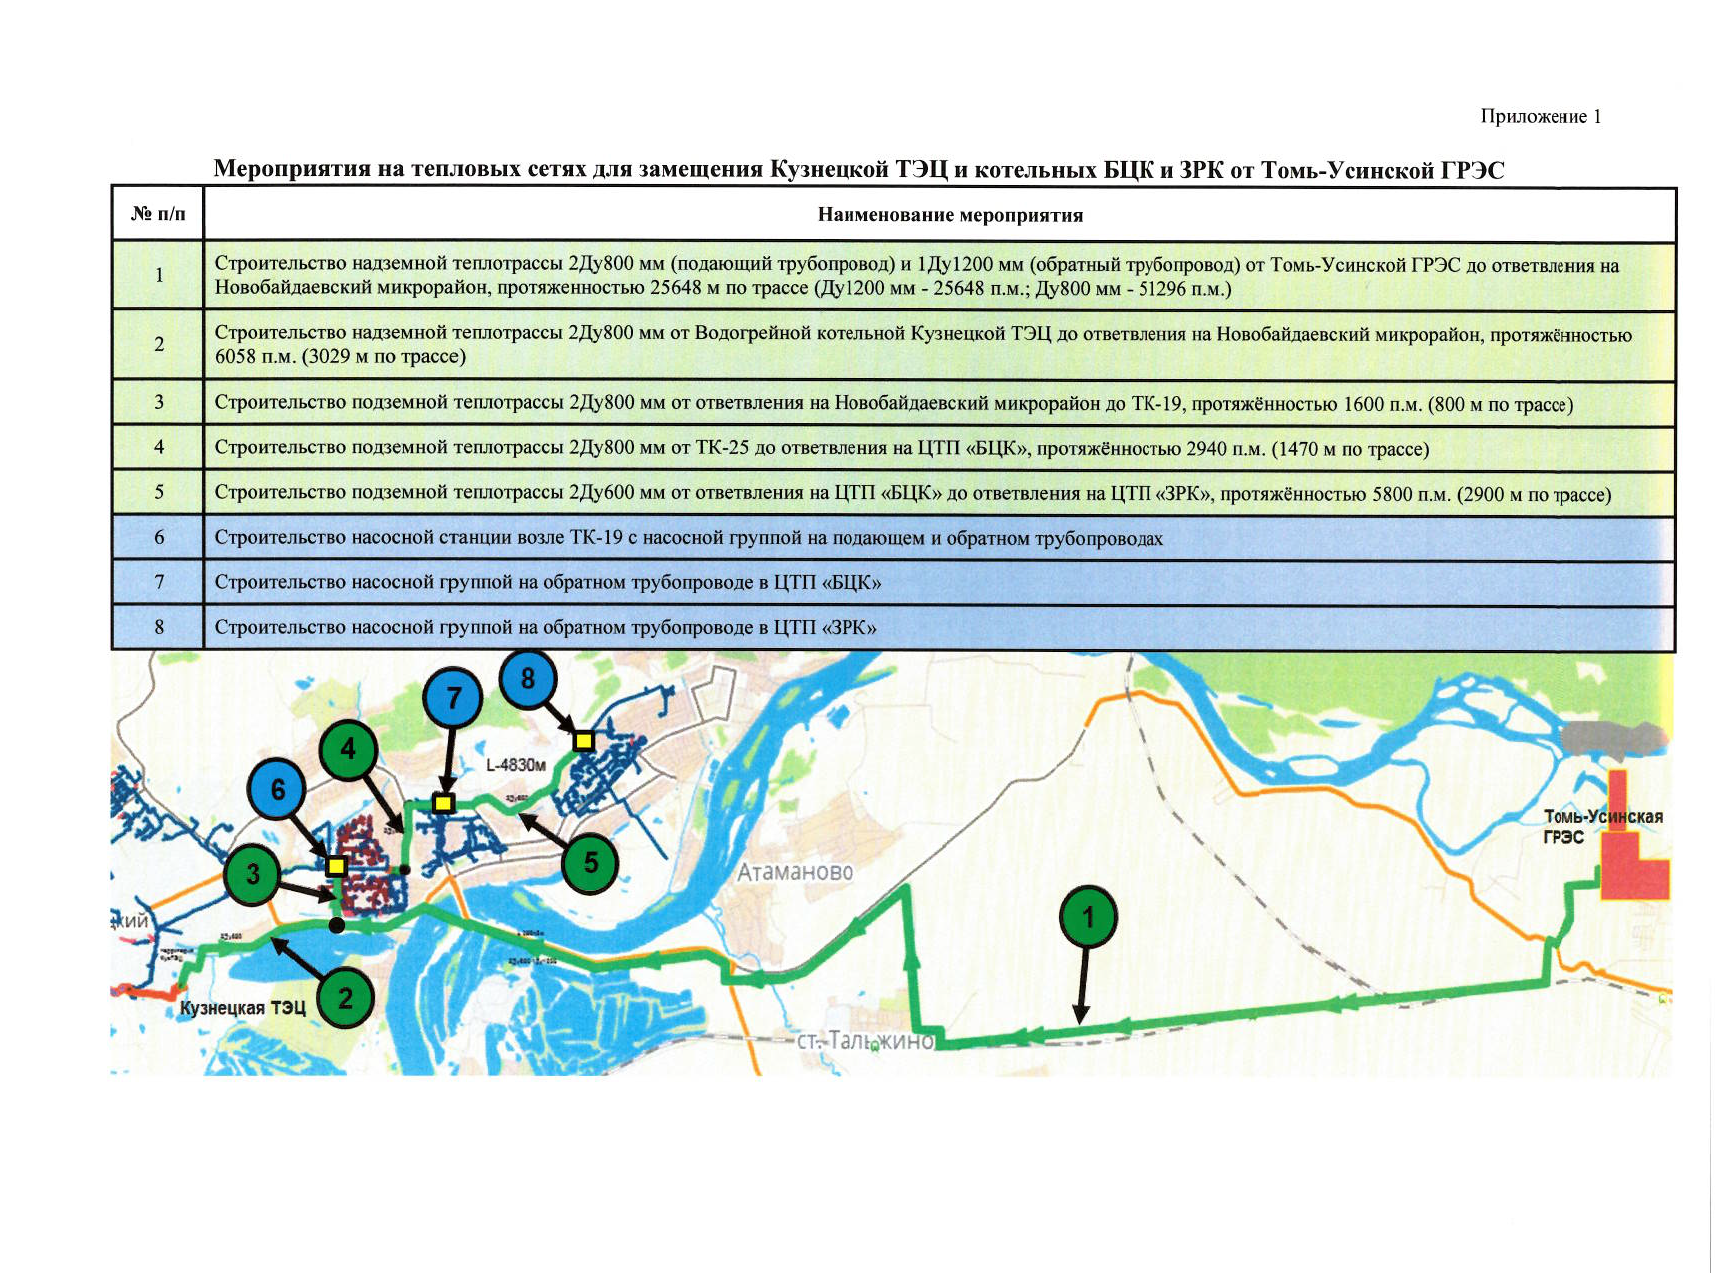 Приложение 1
Мероприятия на тепловых сетях для замещения Кузнецкой ТЭЦ и котельных БЦК и ЗРК от Томь-Усинской ГРЭС
№ п/п
Наименование мероприятия
1
Строительство надземной теплотрассы 2Ду800 мм (подающий трубопровод) и 1Ду1200 мм (обратный трубопровод) от Томь-Усинской ГРЭС до ответвления на
Новобайдаевский микрорайон, протяженностью 25648 м по трассе (Ду1200 мм - 25648 п.м.; Ду800 мм - 51296 п.м.)
2
Строительство надземной теплотрассы 2Ду800 мм от Водогрейной котельной Кузнецкой ТЭЦ до ответвления на Новобайдаевский микрорайон, протяжённостью
6058 п.м. (3029 м по трассе)
3
Строительство подземной теплотрассы 2Ду800 мм от ответвления на Новобайдаевский микрорайон до ТК-19, протяжённостью 1600 п.м. (800 м по трассе)
4
Строительство подземной теплотрассы 2Ду800 мм от ТК-25 до ответвления на ЦТП «БЦК», протяжённостью 2940 п.м. (1470 м по трассе)
5
Строительство подземной теплотрассы 2Ду600 мм от ответвления на ЦТП «БЦК» до ответвления на ЦТП «ЗРК», протяжённостью 5800 п.м. (2900 м по трассе)
6
Строительство насосной станции возле ТК-19 с насосной группой на подающем и обратном трубопроводах
7
Строительство насосной группой на обратном трубопроводе в ЦТП «БЦК»
8
Строительство насосной группой на обратном трубопроводе в ЦТП «ЗРК»
8
7
4
L-4830м
6
Томь-Усинская
ГРЭС
5
3
Атаманово
1
кий
2
Кузнецкая ТЭЦ
ст. Тальжино